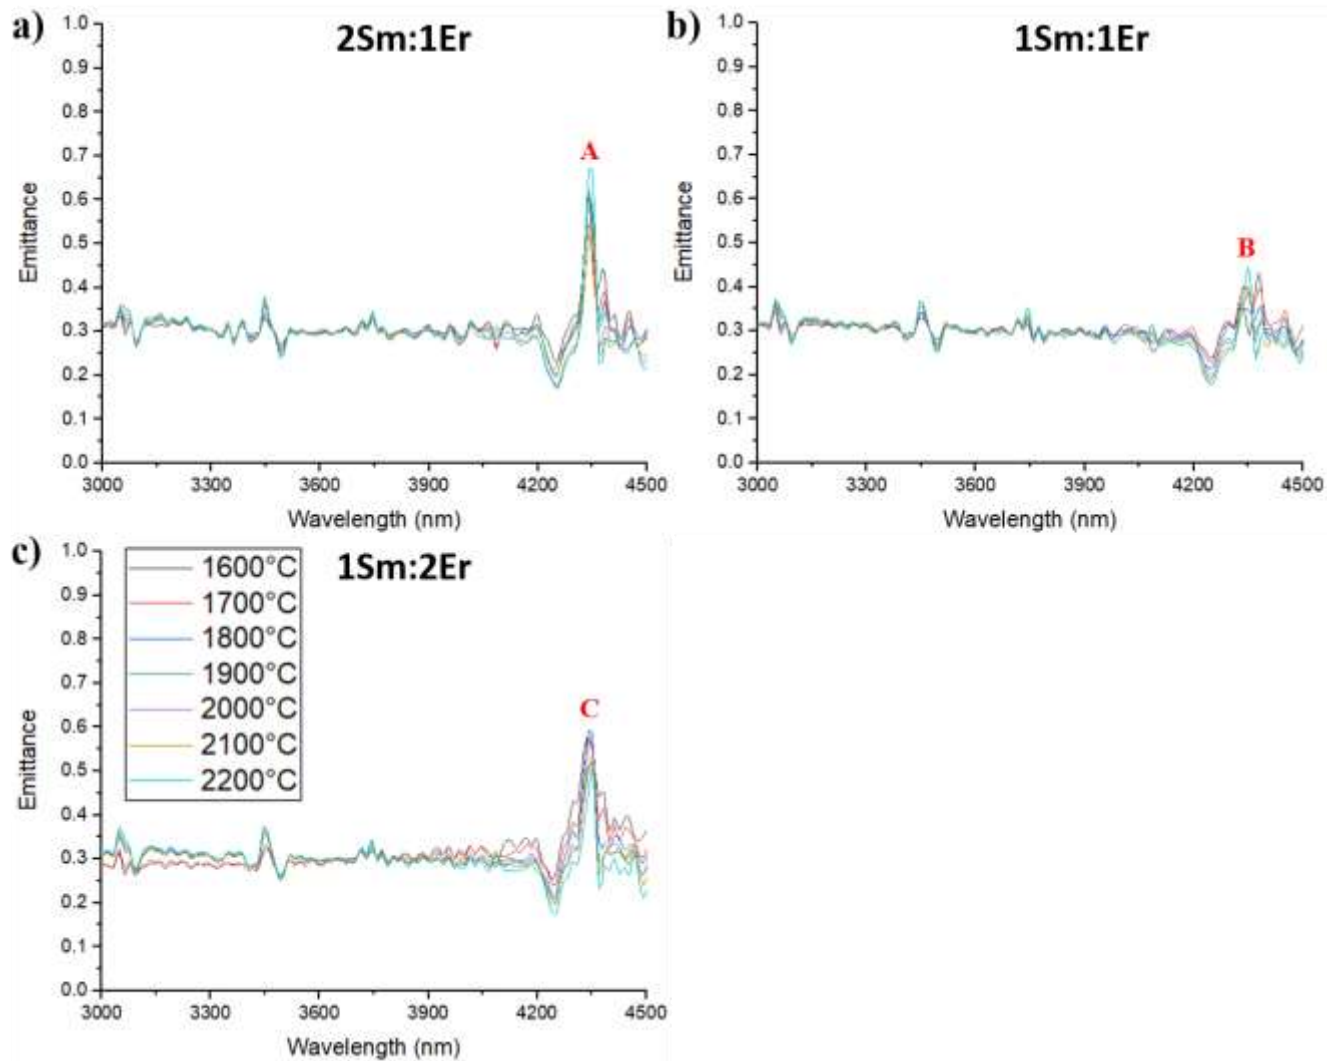 a)
2Sm:1Er
1.0
0.9
0.8
0.7
0.6
0.5
0.4
0.3
0.2
0.1
0.0
Emittance
A
3000 3300 3600 3900 4200 4500
Wavelength (nm)
b)
1Sm:1Er
1.0
0.9
0.8
0.7
0.6
0.5
0.4
0.3
0.2
0.1
0.0
Emittance
B
3000 3300 3600 3900 4200 4500
Wavelength (nm)
c)
1Sm:2Er
1.0
0.9
0.8
0.7
0.6
0.5
0.4
0.3
0.2
0.1
0.0
Emittance
1600°C
1700°C
1800°C
1900°C
2000°C
2100°C
2200°C
C
3000 3300 3600 3900 4200 4500
Wavelength (nm)